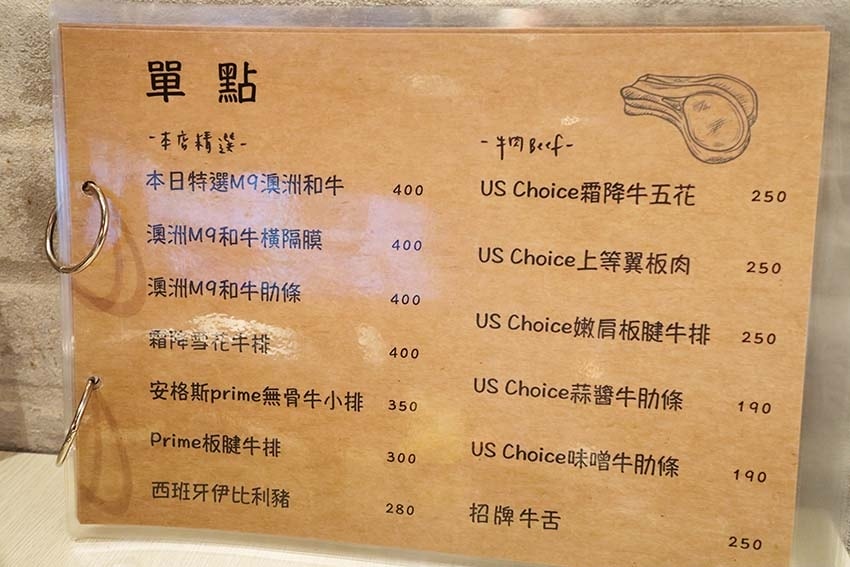 單點
-本店精選-
本日特選M9澳洲和牛 400
澳洲M9和牛橫隔膜 400
澳洲M9和牛肋條 400
霜降雪花牛排 400
安格斯prime無骨牛小排 350
Prime板腱牛排 300
西班牙伊比利豬 280
-牛肉Beef-
US Choice霜降牛五花 250
US Choice上等翼板肉 250
US Choice嫩肩板腱牛排 250
US Choice蒜醬牛肋條 190
US Choice味噌牛肋條 190
招牌牛舌 250